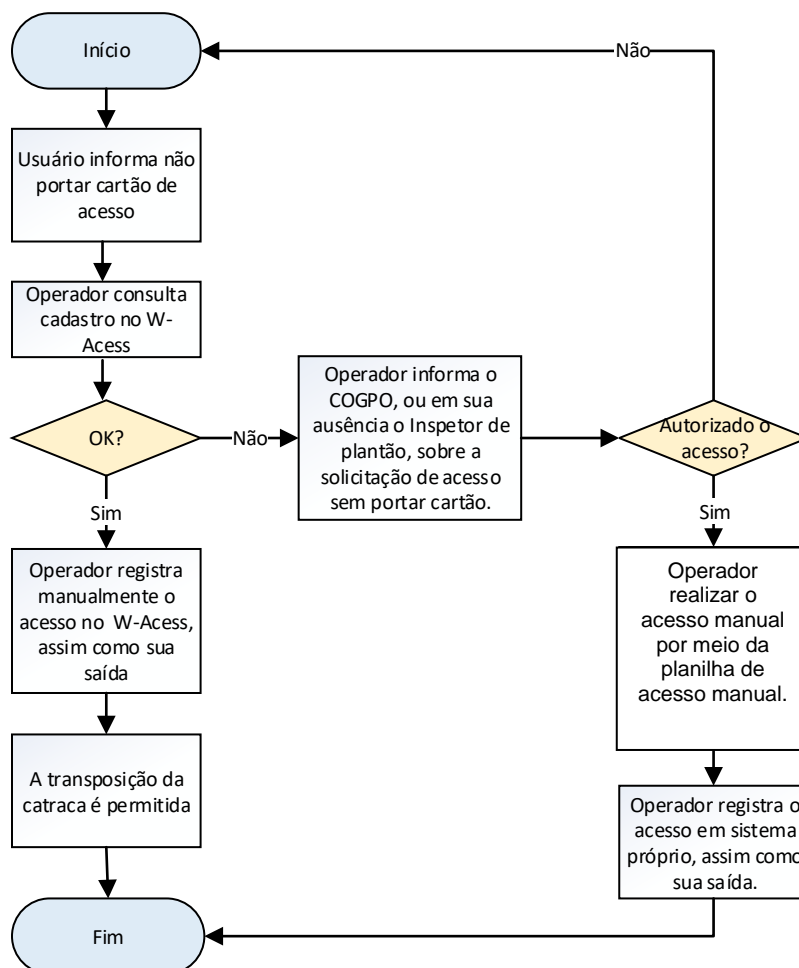 Início
Não
Usuário informa não
portar cartão de
acesso
Operador consulta
cadastro no W-
Acess
OK?
Não
Operador informa o
COGPO, ou em sua
ausência o Inspetor de
plantão, sobre a
solicitação de acesso
sem portar cartão.
Autorizado o
acesso?
Sim
Sim
Operador registra
manualmente o
acesso no W-Acess,
assim como sua
saída
Operador
realizar o
acesso manual
por meio da
planilha de
acesso manual.
A transposição da
catraca é permitida
Operador registra o
acesso em sistema
próprio, assim como
sua saída.
Fim